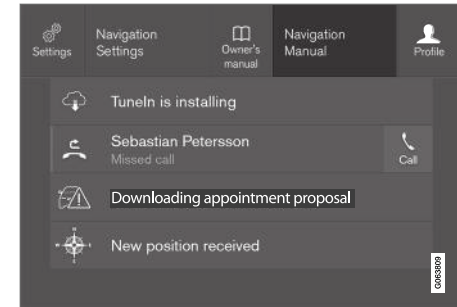 Settings
Navigation
Settings
Owner's
manual
Navigation
Manual
Profile
TuneIn is installing
Sebastian Petersson
Missed call
Call
Downloading appointment proposal
New position received
G063809